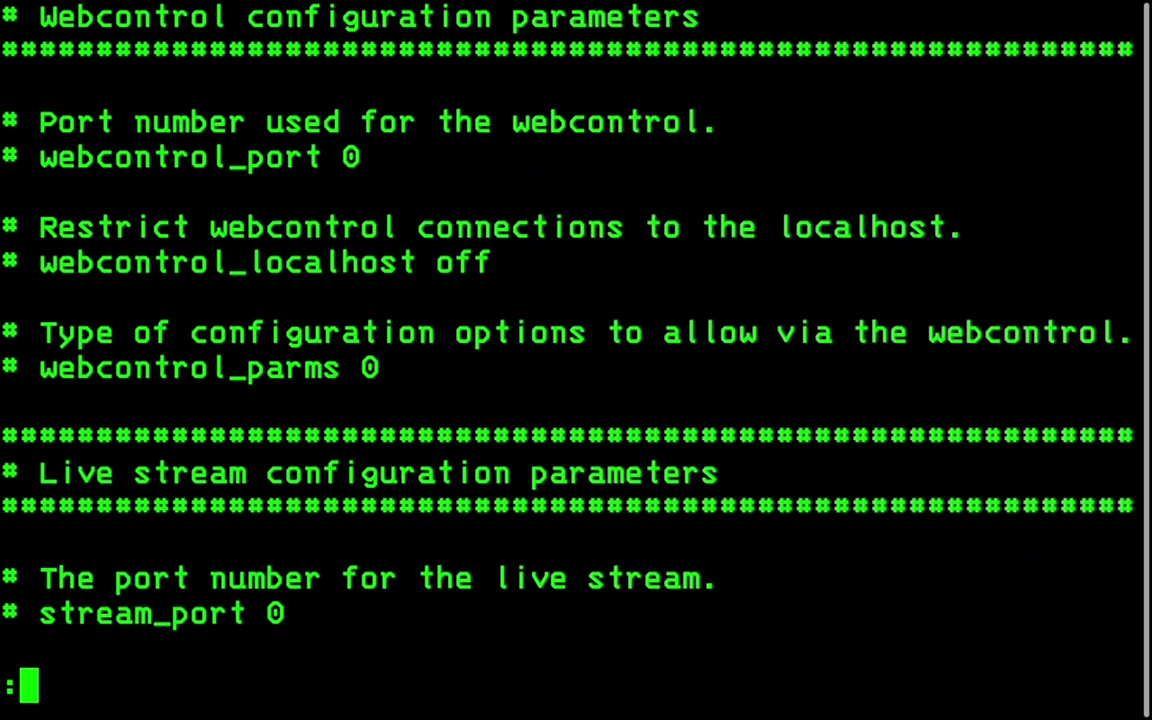 # Webcontrol configuration parameters
############################################################

# Port number used for the webcontrol.
# webcontrol_port 0

# Restrict webcontrol connections to the localhost.
# webcontrol_localhost off

# Type of configuration options to allow via the webcontrol.
# webcontrol_parms 0

############################################################
# Live stream configuration parameters
############################################################

# The port number for the live stream.
# stream_port 0

: